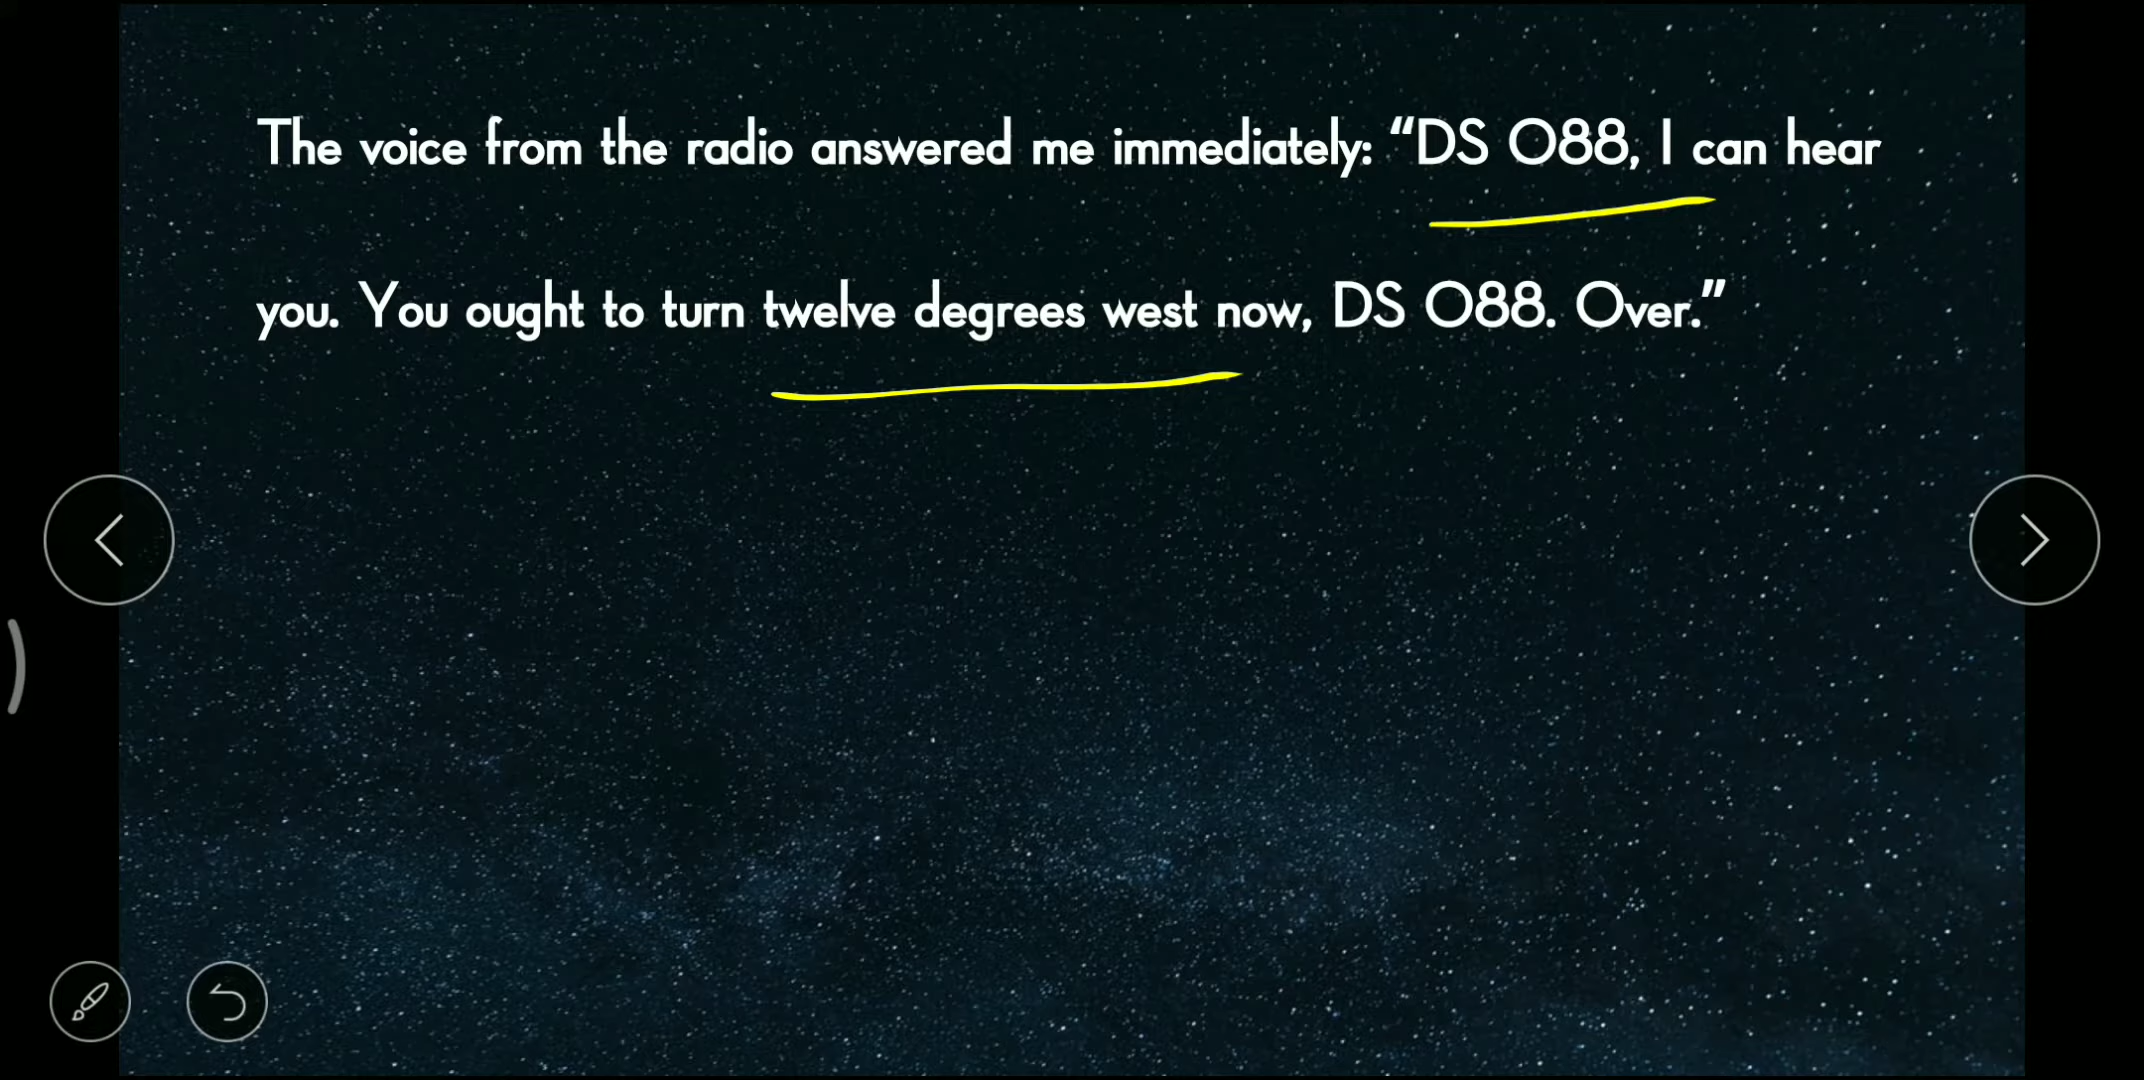 The voice from the radio answered me immediately: “DS 088, I can hear
you. You ought to turn twelve degrees west now, DS 088. Over.”